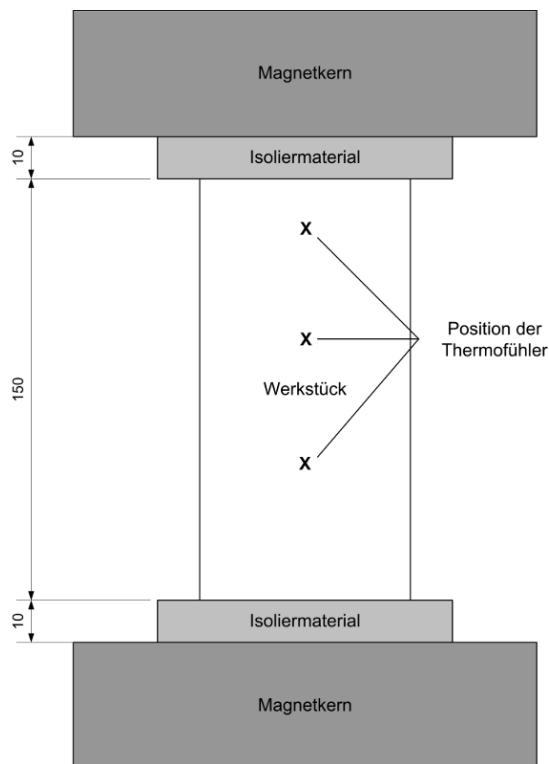 Magnetkern
10
Isoliermaterial
X
150
X
Position der
Thermofühler
Werkstück
X
10
Isoliermaterial
Magnetkern